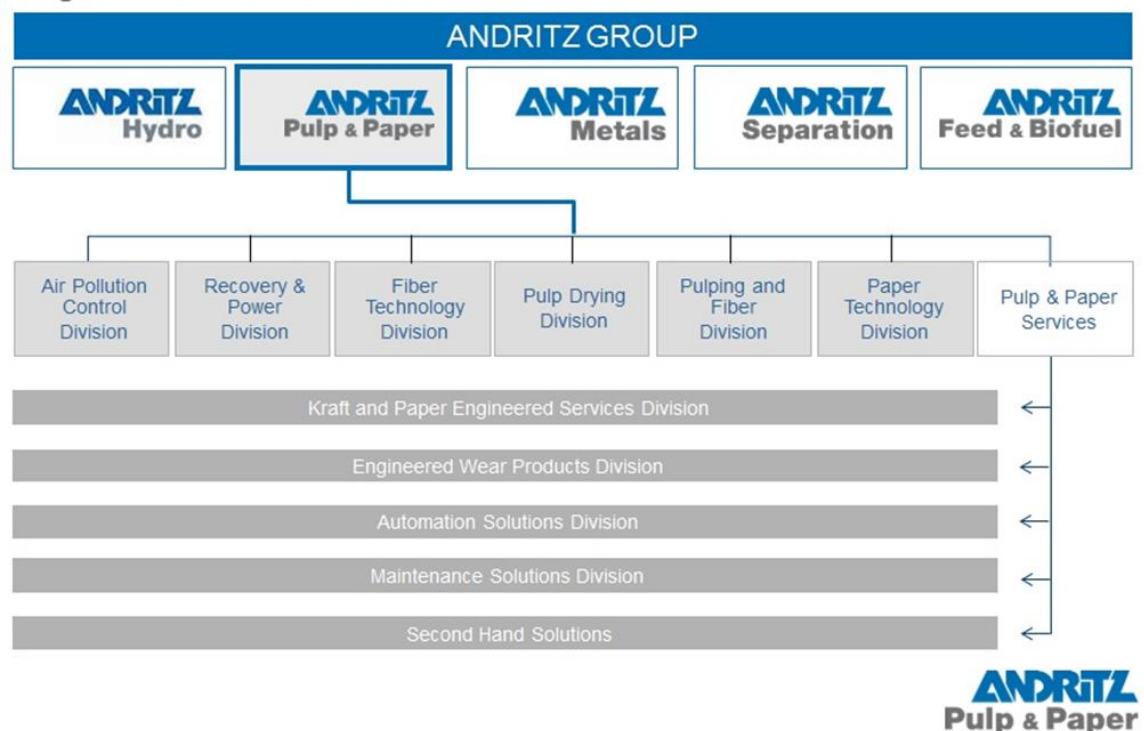 ANDRITZ GROUP
ANDRITZ
Hydro
ANDRITZ
Pulp & Paper
ANDRITZ
Metals
ANDRITZ
Separation
ANDRITZ
Feed & Biofuel
Air Pollution
Control
Division
Recovery &
Power
Division
Fiber
Technology
Division
Pulp Drying
Division
Pulping and
Fiber
Division
Paper
Technology
Division
Pulp & Paper
Services
Kraft and Paper Engineered Services Division
Engineered Wear Products Division
Automation Solutions Division
Maintenance Solutions Division
Second Hand Solutions
ANDRITZ
Pulp & Paper